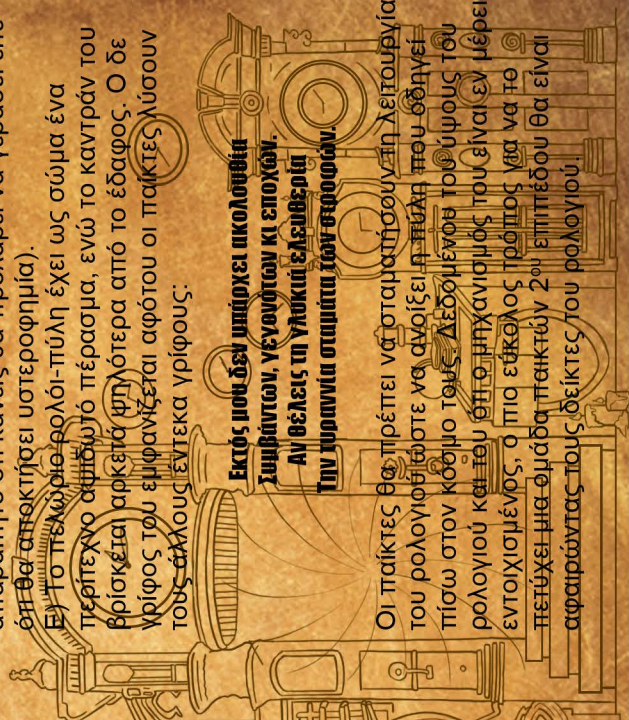 ότι θα αποκτήσει υστεροφημία).
Ε) Το πελώριο ρολόι-πύλη έχει ως σώμα ένα
περίτεχνο αψιδωτό πέρασμα, ενώ το καντράν του
βρίσκεται αρκετά ψηλότερα από το έδαφος. Ο δε
γρίφος του εμφανίζεται αφότου οι παίκτες λύσουν
τους άλλους έντεκα γρίφους:
Εκτός μου δεν υπάρχει ακολουθία
Συμβάντων, γεγονότων κι εποχών.
Αν θέλεις τη γλυκιά ελευθερία
Την τυραννία σταμάτα των στροφών.
Οι παίκτες θα πρέπει να σταματήσουν τη λειτουργία
του ρολογιού ώστε να ανοίξει η πύλη που οδηγεί
πίσω στον κόσμο τους. Δεδομένου του ύψους του
ρολογιού και του ότι ο μηχανισμός του είναι εν μέρει
εντοιχισμένος, ο πιο εύκολος τρόπος για να το
πετύχει μια ομάδα παικτών 2ου επιπέδου θα είναι
αφαιρώντας τους δείκτες του ρολογιού.